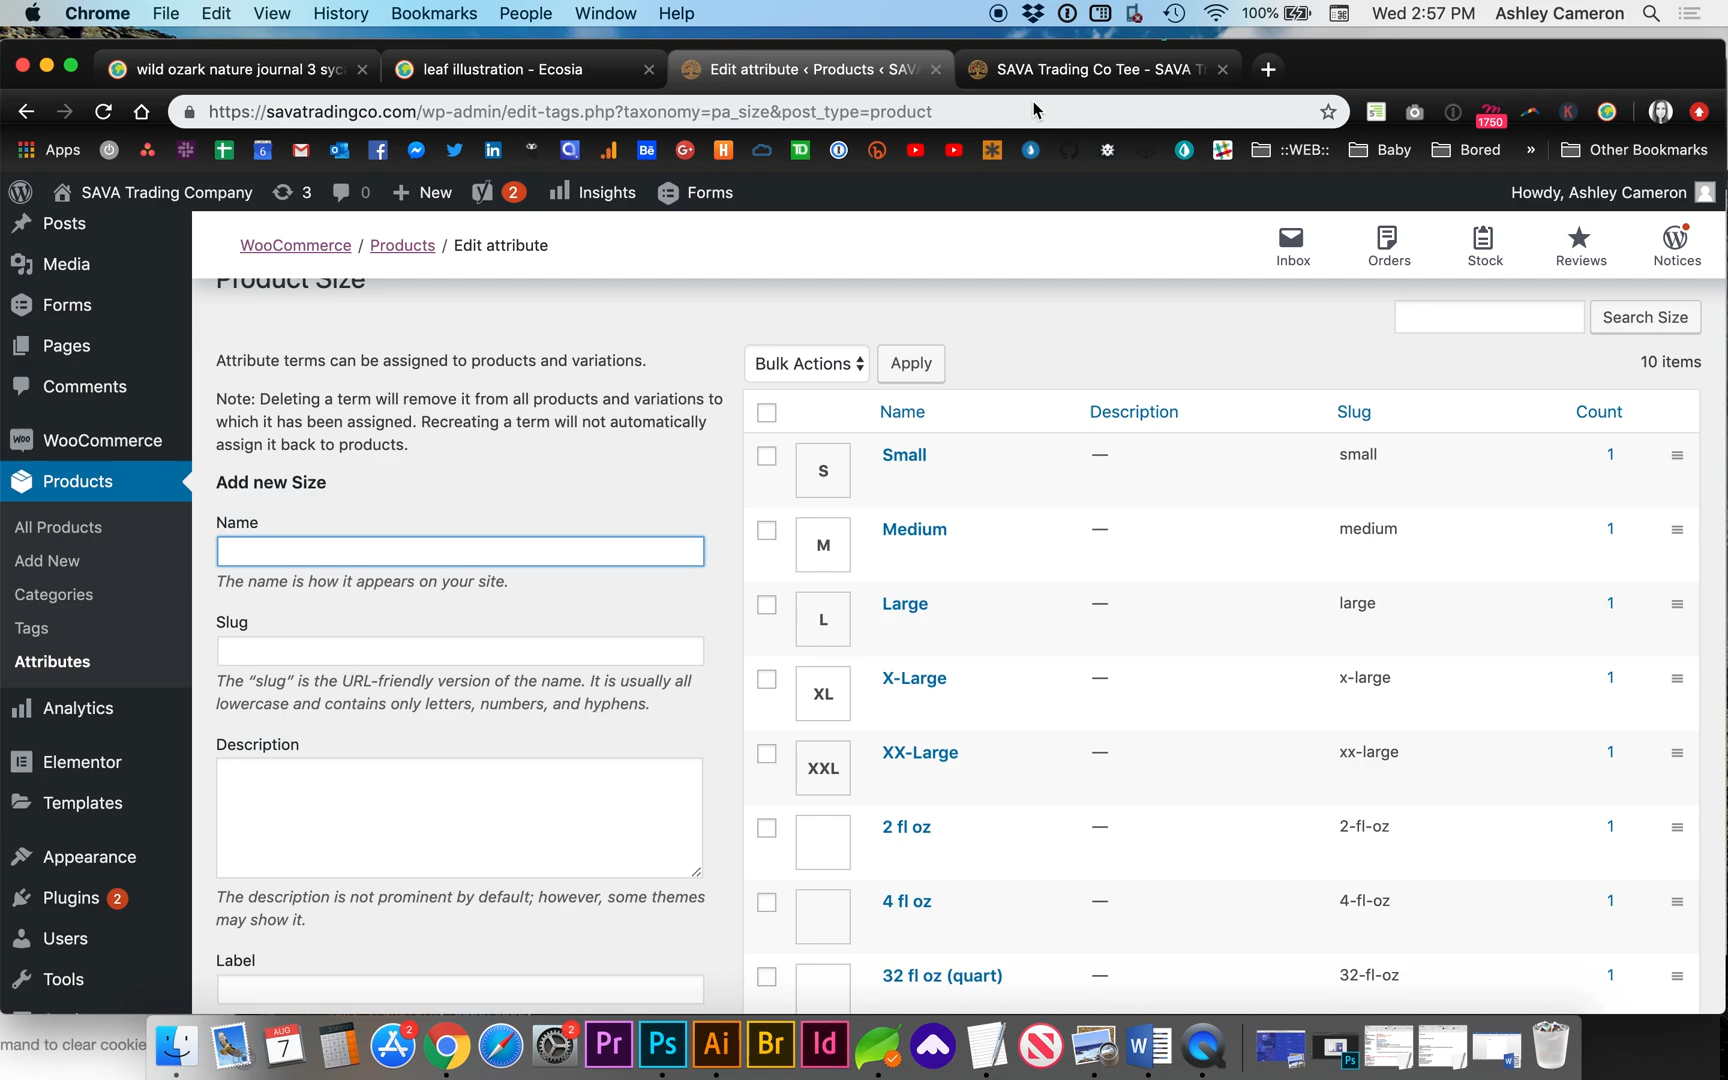 Chrome File Edit View History Bookmarks People Window Help 100% Wed 2:57 PM Ashley Cameron
wild ozark nature journal 3 syc
leaf illustration - Ecosia
Edit attribute ‹ Products ‹ SAV
SAVA Trading Co Tee - SAVA T
https://savatradingco.com/wp-admin/edit-tags.php?taxonomy=pa_size&post_type=product
1750
Apps ::WEB:: Baby Bored » Other Bookmarks
SAVA Trading Company 3 0 New 2 Insights Forms Howdy, Ashley Cameron
Posts
Media
Forms
Pages
Comments
WooCommerce
Products
All Products
Add New
Categories
Tags
Attributes
Analytics
Elementor
Templates
Appearance
Plugins 2
Users
Tools
WooCommerce / Products / Edit attribute
Inbox Orders Stock Reviews Notices
Product Size
Search Size
Attribute terms can be assigned to products and variations.
Note: Deleting a term will remove it from all products and variations to
which it has been assigned. Recreating a term will not automatically
assign it back to products.
Add new Size
Name
The name is how it appears on your site.
Slug
The “slug” is the URL-friendly version of the name. It is usually all
lowercase and contains only letters, numbers, and hyphens.
Description
The description is not prominent by default; however, some themes
may show it.
Label
Bulk Actions Apply 10 items
Name Description Slug Count
S Small — small 1
M Medium — medium 1
L Large — large 1
XL X-Large — x-large 1
XXL XX-Large — xx-large 1
2 fl oz — 2-fl-oz 1
4 fl oz — 4-fl-oz 1
32 fl oz (quart) — 32-fl-oz 1
mand to clear cookie
AUG 7 2 2 Pr Ps Ai Br Id N W